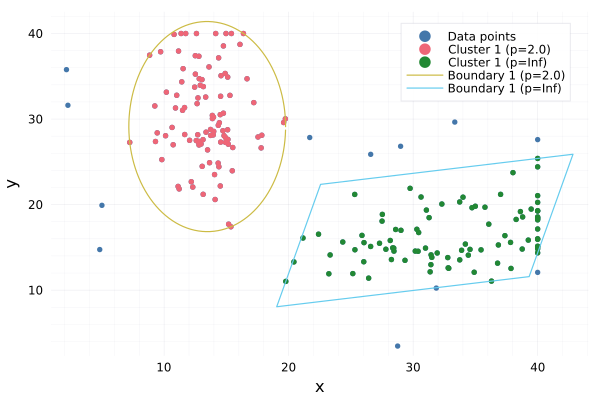 40
30
20
10
y
10
20
30
40
x
Data points
Cluster 1 (p=2.0)
Cluster 1 (p=Inf)
Boundary 1 (p=2.0)
Boundary 1 (p=Inf)